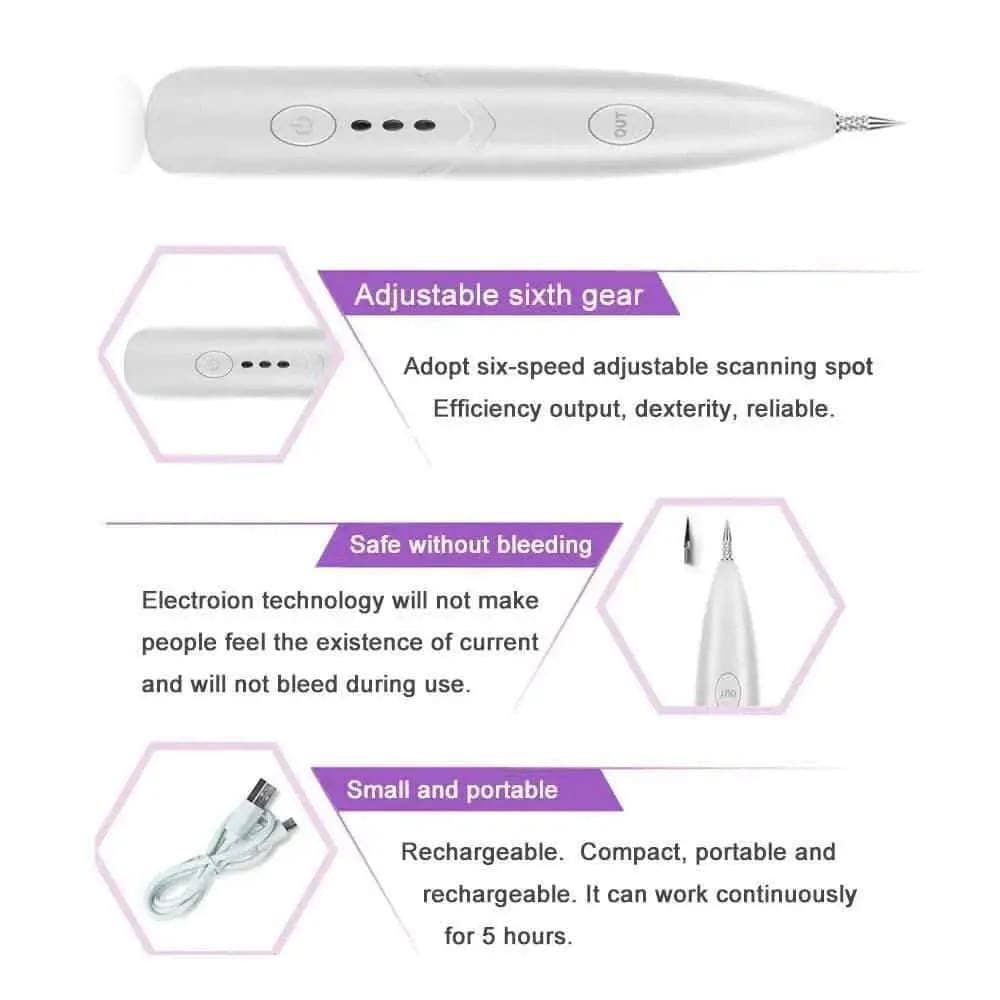 OUT
Adjustable sixth gear
Adopt six-speed adjustable scanning spot
Efficiency output, dexterity, reliable.
Safe without bleeding
Electroion technology will not make
people feel the existence of current
and will not bleed during use.
OUT
Small and portable
Rechargeable. Compact, portable and
rechargeable. It can work continuously
for 5 hours.